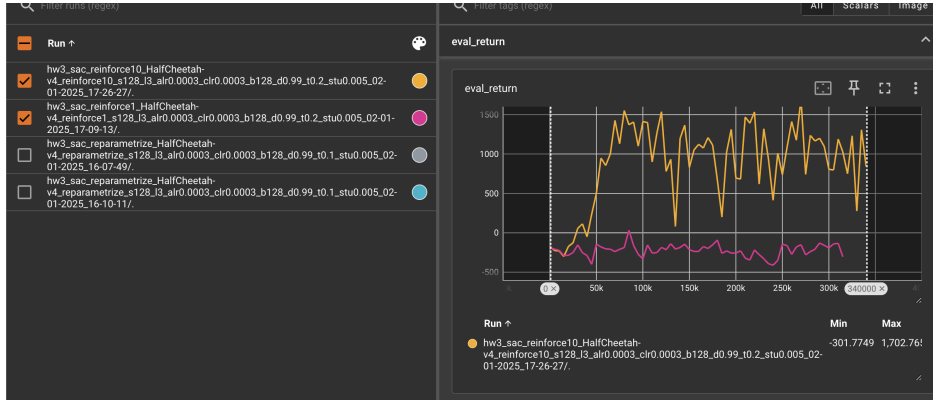 Filter runs (regex)
Run ↑
hw3_sac_reinforce10_HalfCheetah-
v4_reinforce10_s128_l3_alr0.0003_clr0.0003_b128_d0.99_t0.2_stu0.005_02-
01-2025_17-26-27/.
hw3_sac_reinforce1_HalfCheetah-
v4_reinforce1_s128_l3_alr0.0003_clr0.0003_b128_d0.99_t0.2_stu0.005_02-01-
2025_17-09-13/.
hw3_sac_reparametrize_HalfCheetah-
v4_reparametrize_s128_l3_alr0.0003_clr0.0003_b128_d0.99_t0.1_stu0.005_02-
01-2025_16-07-49/.
hw3_sac_reparametrize_HalfCheetah-
v4_reparametrize_s128_l3_alr0.0003_clr0.0003_b128_d0.99_t0.1_stu0.005_02-
01-2025_16-10-11/.
Filter tags (regex)
All Scalars Image
eval_return
eval_return
1500
1000
500
0
-500
0 × 50k 100k 150k 200k 250k 300k 340000 ×
Run ↑ Min Max
hw3_sac_reinforce10_HalfCheetah- -301.7749 1,702.765
v4_reinforce10_s128_l3_alr0.0003_clr0.0003_b128_d0.99_t0.2_stu0.005_02-
01-2025_17-26-27/.